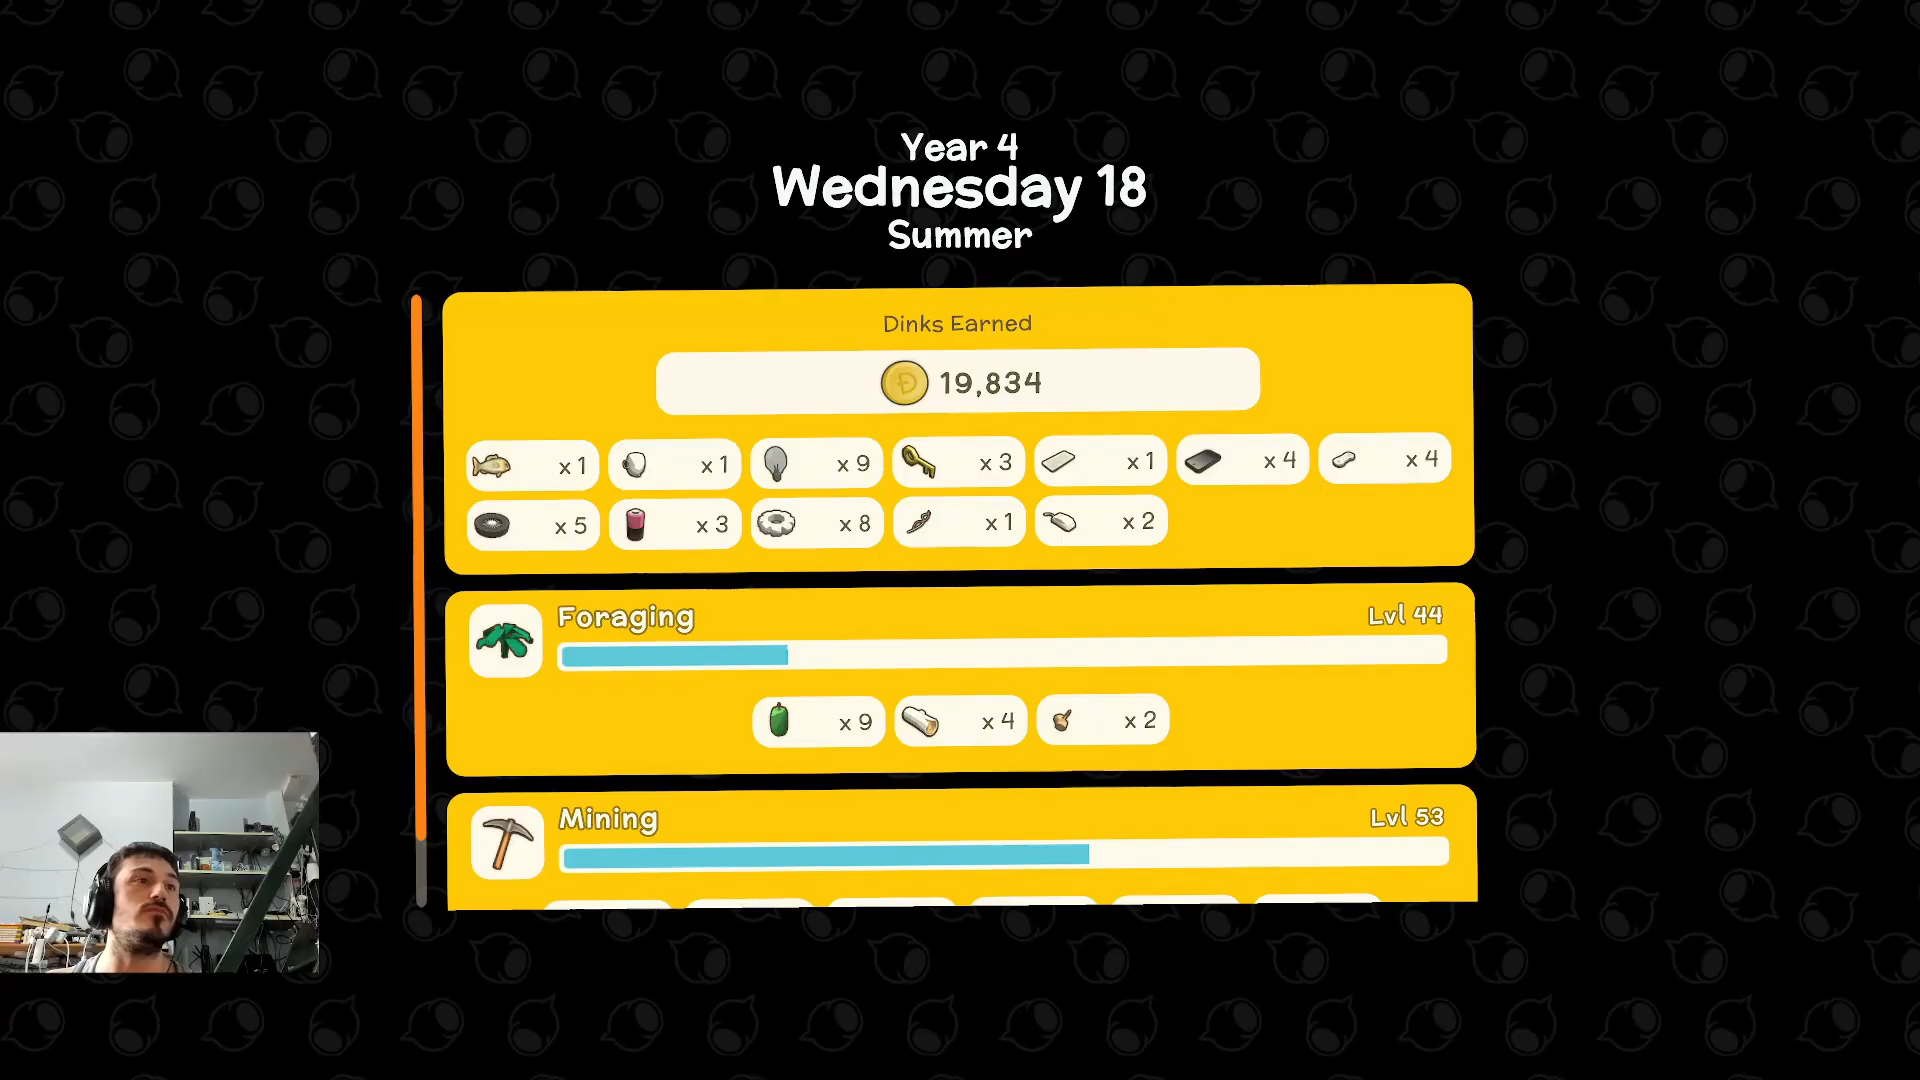 Year 4
Wednesday 18
Summer
Dinks Earned
Đ 19,834
x 1 x 1 x 9 x 3 x 1 x 4 x 4
x 5 x 3 x 8 x 1 x 2
Foraging Lvl 44
x 9 x 4 x 2
Mining Lvl 53